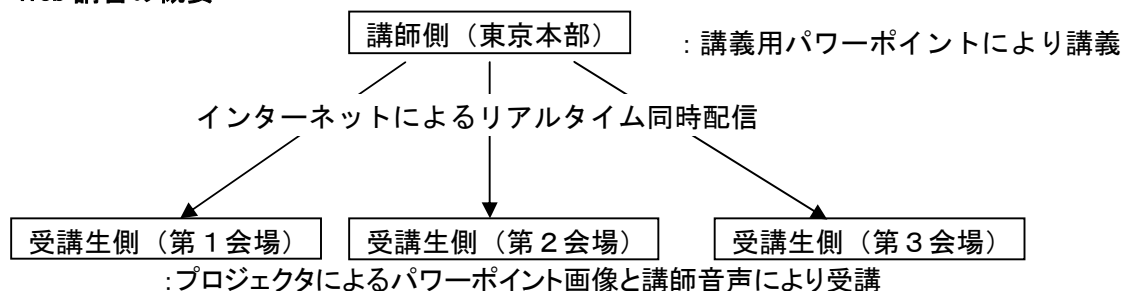 講師側（東京本部） ：講義用パワーポイントにより講義
インターネットによるリアルタイム同時配信
受講生側（第１会場） 受講生側（第２会場） 受講生側（第３会場）
：プロジェクタによるパワーポイント画像と講師音声により受講